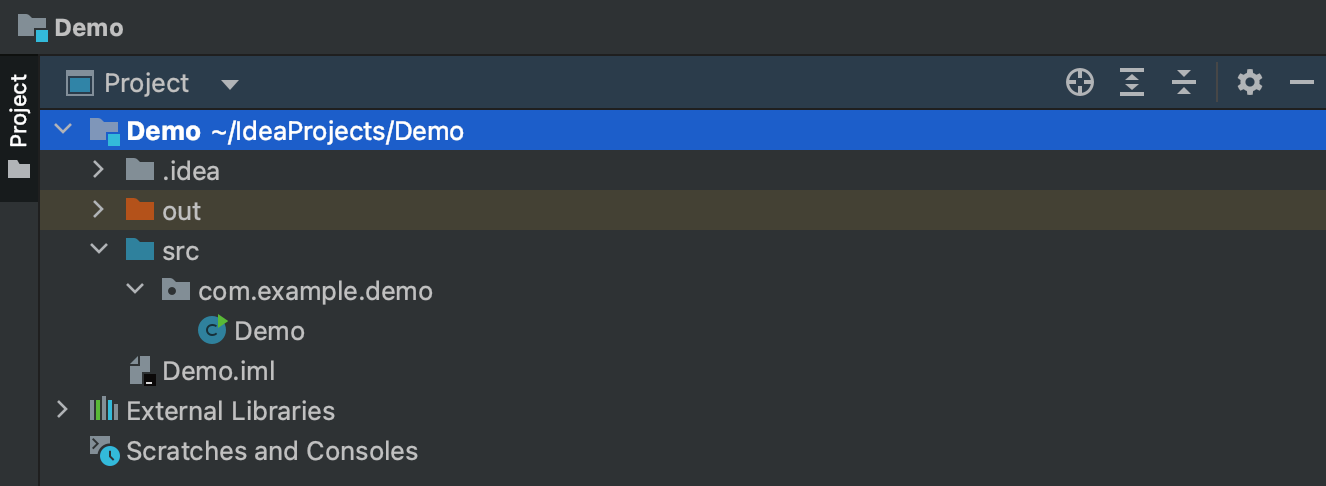 Demo
Project
Project
Demo ~/IdeaProjects/Demo
.idea
out
src
com.example.demo
C Demo
Demo.iml
External Libraries
Scratches and Consoles